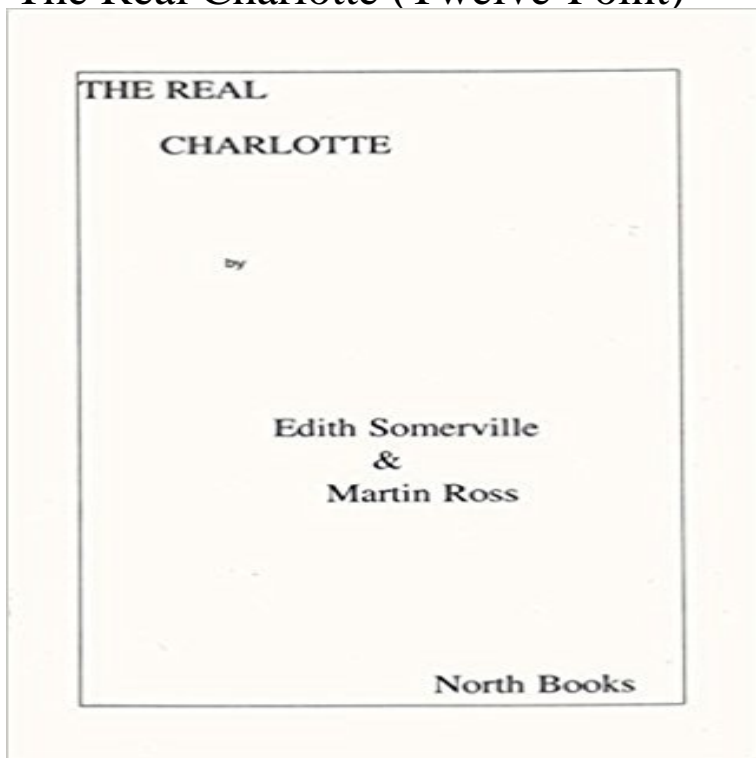 The Real Charlotte (Twelve-Point)
THE REAL
CHARLOTTE
by
Edith Somerville
&
Martin Ross
North Books